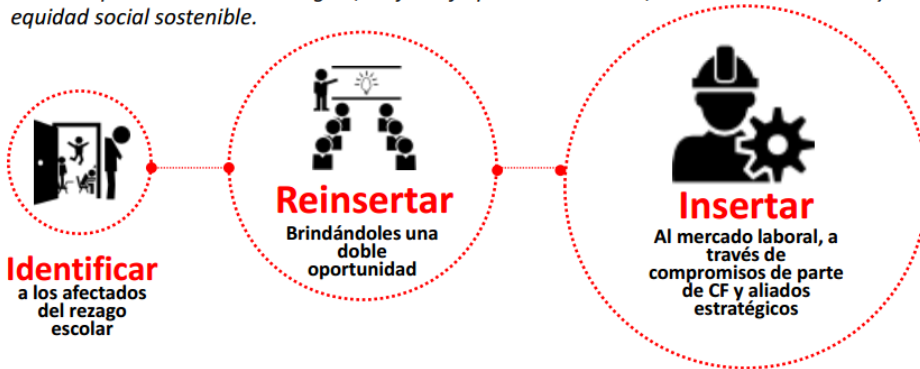 equidad social sostenible.
Identificar
a los afectados
del rezago
escolar
Reinsertar
Brindándoles una
doble
oportunidad
Insertar
Al mercado laboral, a
través de
compromisos de parte
de CF y aliados
estratégicos